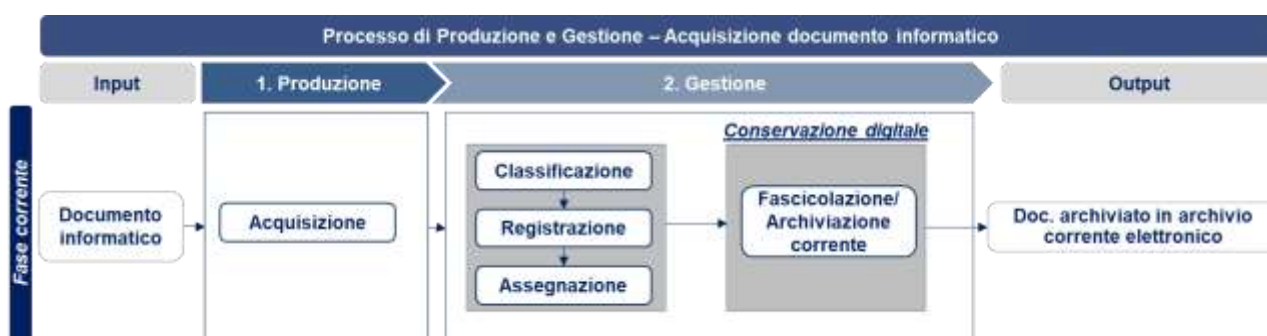 Processo di Produzione e Gestione – Acquisizione documento informatico
Input
1. Produzione
2. Gestione
Output
Fase corrente
Documento
informatico
Acquisizione
Classificazione
Registrazione
Assegnazione
Conservazione digitale
Fascicolazione/
Archiviazione
corrente
Doc. archiviato in archivio
corrente elettronico